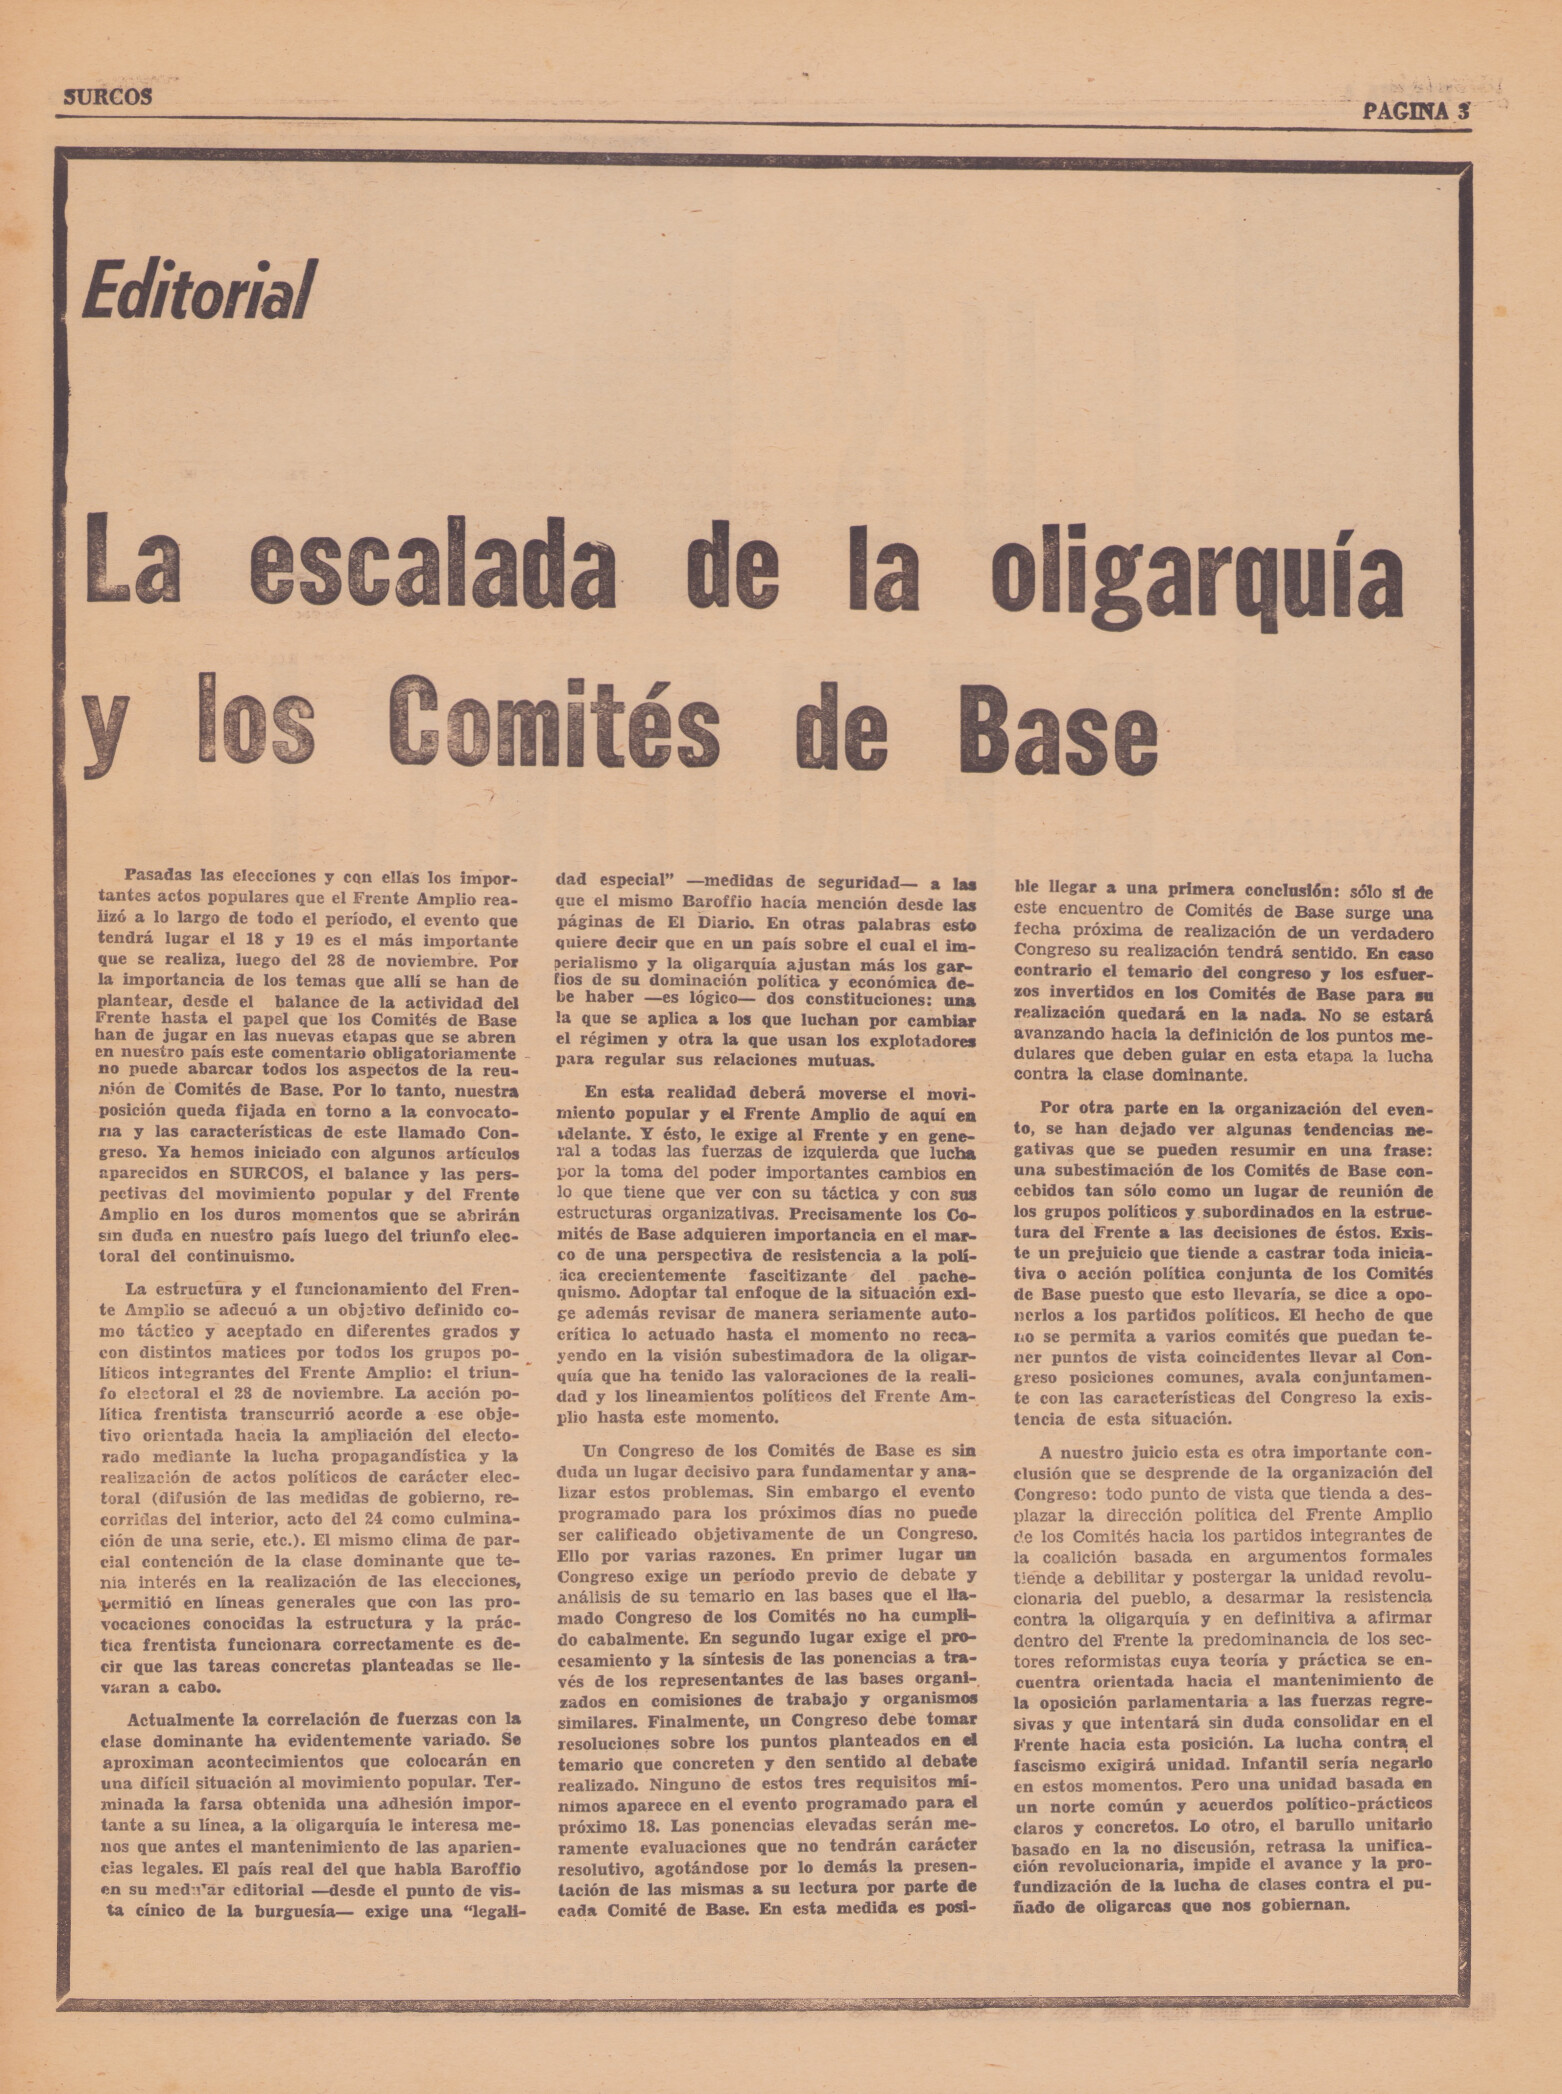 SURCOS
PAGINA 3
Editorial
La escalada de la oligarquía
y los Comités de Base
Pasadas las elecciones y con ellas los impor-
tantes actos populares que el Frente Amplio rea-
lizó a lo largo de todo el período, el evento que
tendrá lugar el 18 y 19 es el más importante
que se realiza, luego del 28 de noviembre. Por
la importancia de los temas que allí se han de
plantear, desde el balance de la actividad del
Frente hasta el papel que los Comités de Base
han de jugar en las nuevas etapas que se abren
en nuestro país este comentario obligatoriamente
no puede abarcar todos los aspectos de la reu-
nión de Comités de Base. Por lo tanto, nuestra
posición queda fijada en torno a la convocato-
ria y las características de este llamado Con-
greso. Ya hemos iniciado con algunos artículos
aparecidos en SURCOS, el balance y las pers-
pectivas del movimiento popular y del Frente
Amplio en los duros momentos que se abrirán
sin duda en nuestro país luego del triunfo elec-
toral del continuismo.
La estructura y el funcionamiento del Fren-
te Amplio se adecuó a un objetivo definido co-
mo táctico y aceptado en diferentes grados y
con distintos matices por todos los grupos po-
líticos integrantes del Frente Amplio: el triun-
fo electoral el 28 de noviembre. La acción po-
lítica frentista transcurrió acorde a ese obje-
tivo orientada hacia la ampliación del electo-
rado mediante la lucha propagandística y la
realización de actos políticos de carácter elec-
toral (difusión de las medidas de gobierno, re-
corridas del interior, acto del 24 como culmina-
ción de una serie, etc.). El mismo clima de par-
cial contención de la clase dominante que te-
nía interés en la realización de las elecciones,
permitió en líneas generales que con las pro-
vocaciones conocidas la estructura y la prác-
tica frentista funcionara correctamente es de-
cir que las tareas concretas planteadas se lle-
varan a cabo.
Actualmente la correlación de fuerzas con la
clase dominante ha evidentemente variado. Se
aproximan acontecimientos que colocarán en
una difícil situación al movimiento popular. Ter-
minada la farsa obtenida una adhesión impor-
tante a su línea, a la oligarquía le interesa me-
nos que antes el mantenimiento de las aparien-
cias legales. El país real del que habla Baroffio
en su medular editorial —desde el punto de vis-
ta cínico de la burguesía— exige una "legali-
dad especial" —medidas de seguridad— a las
que el mismo Baroffio hacía mención desde las
páginas de El Diario. En otras palabras esto
quiere decir que en un país sobre el cual el im-
perialismo y la oligarquía ajustan más los gar-
fios de su dominación política y económica de-
be haber —es lógico— dos constituciones: una
la que se aplica a los que luchan por cambiar
el régimen y otra la que usan los explotadores
para regular sus relaciones mutuas.
En esta realidad deberá moverse el movi-
miento popular y el Frente Amplio de aquí en
adelante. Y ésto, le exige al Frente y en gene-
ral a todas las fuerzas de izquierda que lucha
por la toma del poder importantes cambios en
lo que tiene que ver con su táctica y con sus
estructuras organizativas. Precisamente los Co-
mités de Base adquieren importancia en el mar-
co de una perspectiva de resistencia a la polí-
tica crecientemente fascitizante del pache-
quismo. Adoptar tal enfoque de la situación exi-
ge además revisar de manera seriamente auto-
crítica lo actuado hasta el momento no reca-
yendo en la visión subestimadora de la oligar-
quía que ha tenido las valoraciones de la reali-
dad y los lineamientos políticos del Frente Am-
plio hasta este momento.
Un Congreso de los Comités de Base es sin
duda un lugar decisivo para fundamentar y ana-
lizar estos problemas. Sin embargo el evento
programado para los próximos días no puede
ser calificado objetivamente de un Congreso.
Ello por varias razones. En primer lugar un
Congreso exige un período previo de debate y
análisis de su temario en las bases que el lla-
mado Congreso de los Comités no ha cumpli-
do cabalmente. En segundo lugar exige el pro-
cesamiento y la síntesis de las ponencias a tra-
vés de los representantes de las bases organi-
zados en comisiones de trabajo y organismos
similares. Finalmente, un Congreso debe tomar
resoluciones sobre los puntos planteados en el
temario que concreten y den sentido al debate
realizado. Ninguno de estos tres requisitos mí-
nimos aparece en el evento programado para el
próximo 18. Las ponencias elevadas serán me-
ramente evaluaciones que no tendrán carácter
resolutivo, agotándose por lo demás la presen-
tación de las mismas a su lectura por parte de
cada Comité de Base. En esta medida es posi-
ble llegar a una primera conclusión: sólo si de
este encuentro de Comités de Base surge una
fecha próxima de realización de un verdadero
Congreso su realización tendrá sentido. En caso
contrario el temario del congreso y los esfuer-
zos invertidos en los Comités de Base para su
realización quedará en la nada. No se estará
avanzando hacia la definición de los puntos me-
dulares que deben guiar en esta etapa la lucha
contra la clase dominante.
Por otra parte en la organización del even-
to, se han dejado ver algunas tendencias ne-
gativas que se pueden resumir en una frase:
una subestimación de los Comités de Base con-
cebidos tan sólo como un lugar de reunión de
los grupos políticos y subordinados en la estruc-
tura del Frente a las decisiones de éstos. Exis-
te un prejuicio que tiende a castrar toda inicia-
tiva o acción política conjunta de los Comités
de Base puesto que esto llevaría, se dice a opo-
nerlos a los partidos políticos. El hecho de que
no se permita a varios comités que puedan te-
ner puntos de vista coincidentes llevar al Con-
greso posiciones comunes, avala conjuntamen-
te con las características del Congreso la exis-
tencia de esta situación.
A nuestro juicio esta es otra importante con-
clusión que se desprende de la organización del
Congreso: todo punto de vista que tienda a des-
plazar la dirección política del Frente Amplio
de los Comités hacia los partidos integrantes de
la coalición basada en argumentos formales
tiende a debilitar y postergar la unidad revolu-
cionaria del pueblo, a desarmar la resistencia
contra la oligarquía y en definitiva a afirmar
dentro del Frente la predominancia de los sec-
tores reformistas cuya teoría y práctica se en-
cuentra orientada hacia el mantenimiento de
la oposición parlamentaria a las fuerzas regre-
sivas y que intentará sin duda consolidar en el
Frente hacia esta posición. La lucha contra el
fascismo exigirá unidad. Infantil sería negarlo
en estos momentos. Pero una unidad basada en
un norte común y acuerdos político-prácticos
claros y concretos. Lo otro, el barullo unitario
basado en la no discusión, retrasa la unifica-
ción revolucionaria, impide el avance y la pro-
fundización de la lucha de clases contra el pu-
ñado de oligarcas que nos gobiernan.